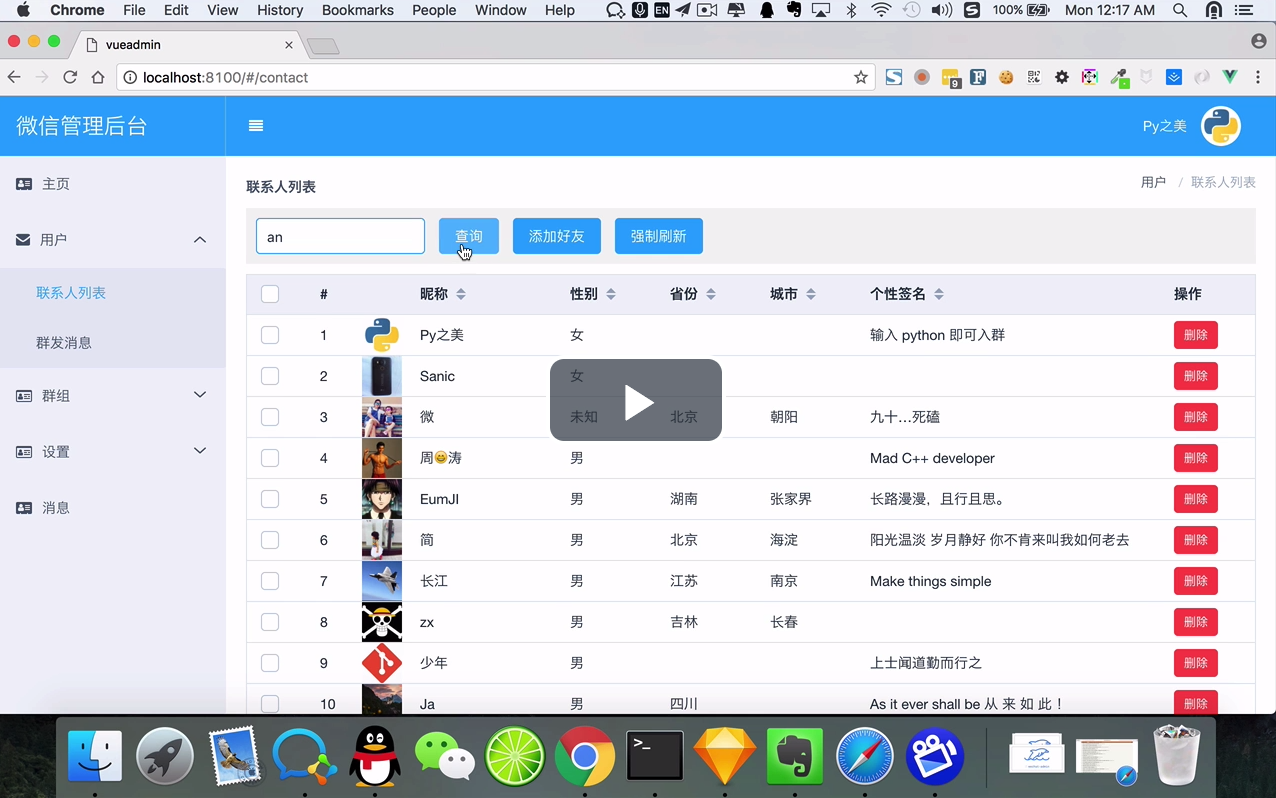 Chrome File Edit View History Bookmarks People Window Help EN 100% Mon 12:17 AM
vueadmin
localhost:8100/#/contact
9
微信管理后台
Py之美
主页
用户
联系人列表
群发消息
群组
设置
消息
联系人列表
用户 / 联系人列表
an 查询 添加好友 强制刷新
# 昵称 性别 省份 城市 个性签名 操作
1 Py之美 女 输入 python 即可入群 删除
2 Sanic 女 删除
3 微 未知 北京 朝阳 九十...死磕 删除
4 周😄涛 男 Mad C++ developer 删除
5 EumJI 男 湖南 张家界 长路漫漫，且行且思。 删除
6 简 男 北京 海淀 阳光温淡 岁月静好 你不肯来叫我如何老去 删除
7 长江 男 江苏 南京 Make things simple 删除
8 zx 男 吉林 长春 删除
9 少年 男 上士闻道勤而行之 删除
10 Ja 男 四川 As it ever shall be 从 来 如 此！ 删除